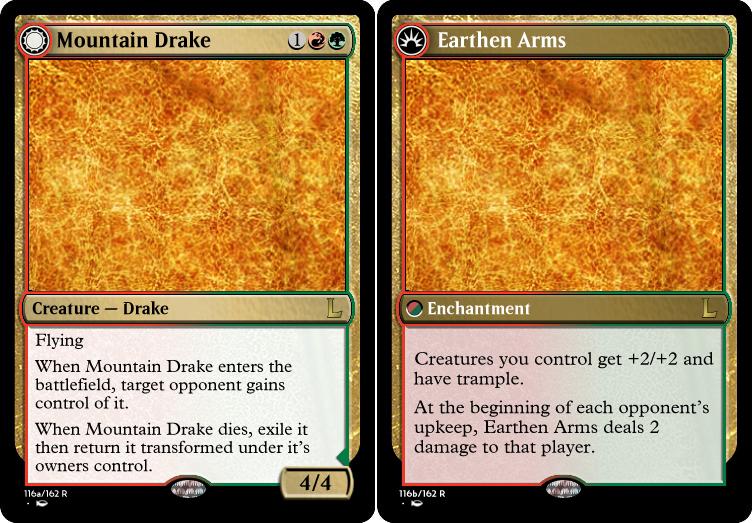 Mountain Drake 1
Creature — Drake L
Flying
When Mountain Drake enters the
battlefield, target opponent gains
control of it.
When Mountain Drake dies, exile it
then return it transformed under it's
owners control.
4/4
116a/162 R
Earthen Arms
Enchantment L
Creatures you control get +2/+2 and
have trample.
At the beginning of each opponent's
upkeep, Earthen Arms deals 2
damage to that player.
116b/162 R